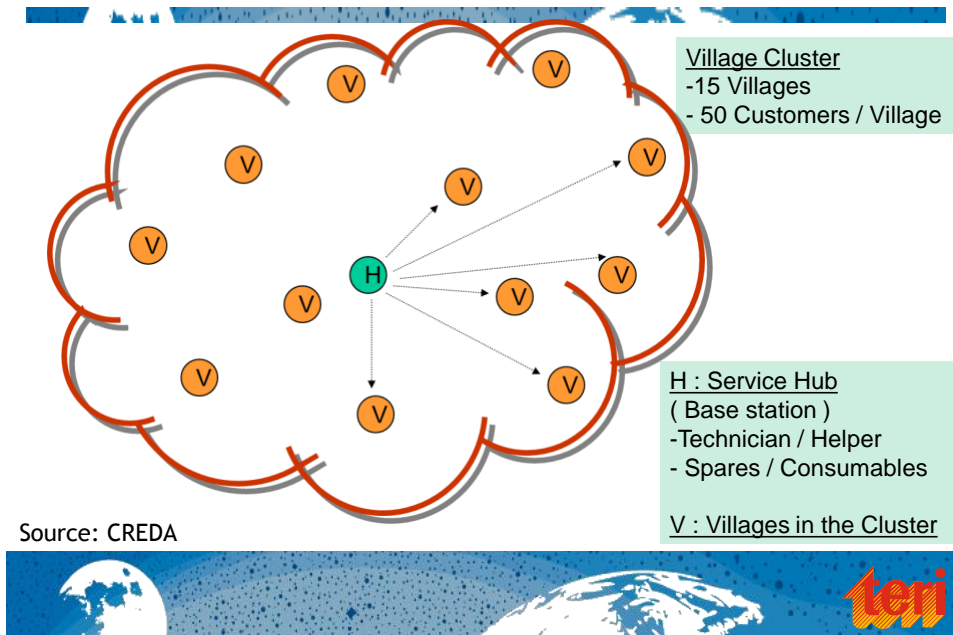 V
V
Village Cluster
-15 Villages
- 50 Customers / Village
V
V
V
V
H
V
V
V
V
V
V
H : Service Hub
( Base station )
-Technician / Helper
- Spares / Consumables
V : Villages in the Cluster
Source: CREDA
teri